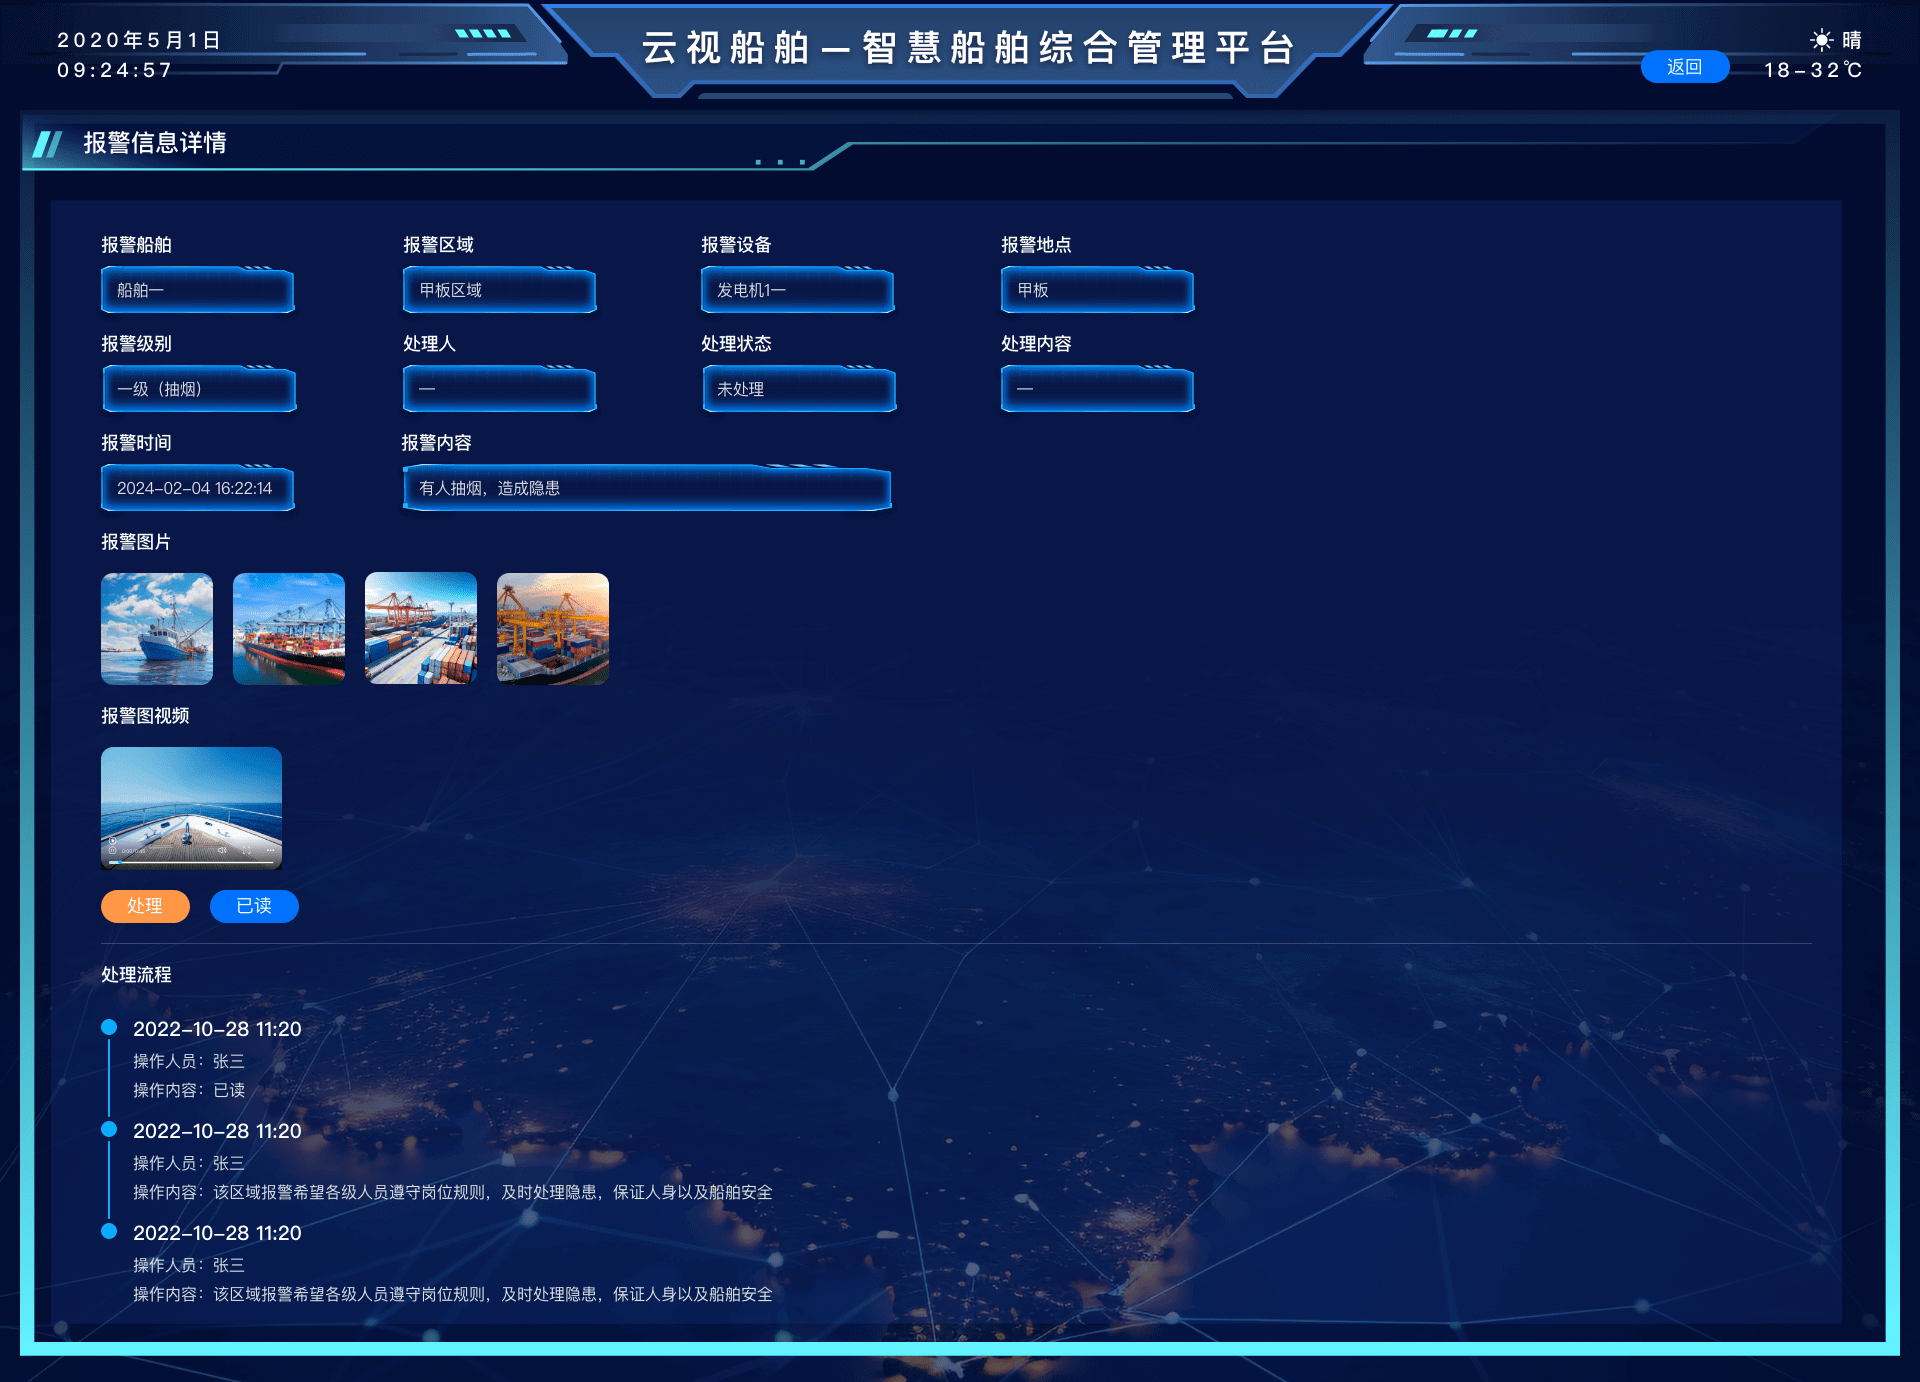 2020年5月1日
09:24:57
云视船舶—智慧船舶综合管理平台
晴
18-32℃
返回
报警信息详情
报警船舶
报警区域
报警设备
报警地点
船舶一
甲板区域
发电机1一
甲板
报警级别
处理人
处理状态
处理内容
一级（抽烟）
—
未处理
—
报警时间
报警内容
2024-02-04 16:22:14
有人抽烟，造成隐患
报警图片
报警图视频
处理
已读
处理流程
2022-10-28 11:20
操作人员：张三
操作内容：已读
2022-10-28 11:20
操作人员：张三
操作内容：该区域报警希望各级人员遵守岗位规则，及时处理隐患，保证人身以及船舶安全
2022-10-28 11:20
操作人员：张三
操作内容：该区域报警希望各级人员遵守岗位规则，及时处理隐患，保证人身以及船舶安全